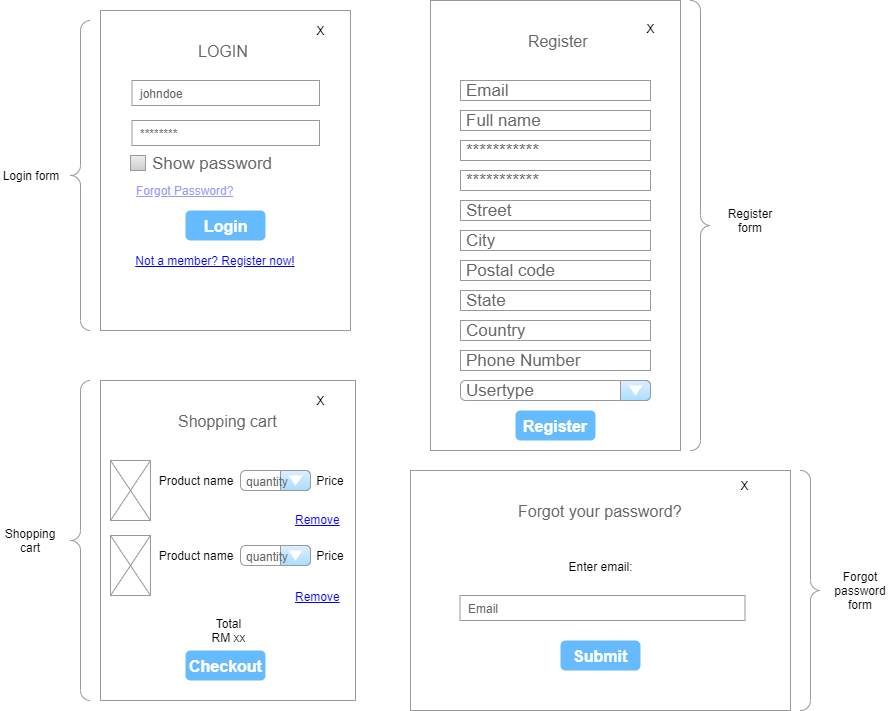 X
LOGIN
johndoe
********
Show password
Forgot Password?
Login
Not a member? Register now!
Login form
X
Register
Email
Full name
***********
***********
Street
City
Postal code
State
Country
Phone Number
Usertype
Register
Register
form
X
Shopping cart
Product name quantity Price
Remove
Product name quantity Price
Remove
Total
RM xx
Checkout
Shopping
cart
X
Forgot your password?
Enter email:
Email
Submit
Forgot
password
form